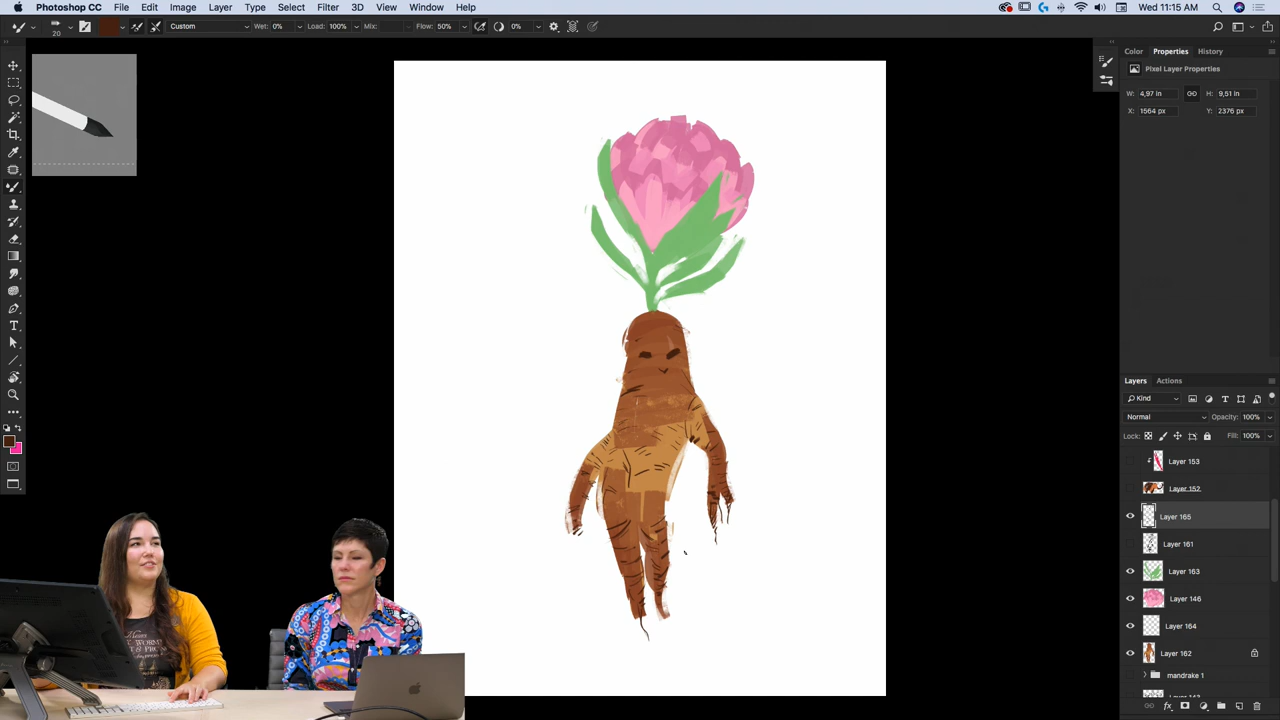 Photoshop CC File Edit Image Layer Type Select Filter 3D View Window Help Wed 11:15 AM
20 Custom Wet: 0% Load: 100% Mix: Flow: 50% 0%
Color Properties History
Pixel Layer Properties
W: 4,97 in H: 9,51 in
X: 1564 px Y: 2376 px
Layers Actions
Kind
Normal Opacity: 100%
Lock: Fill: 100%
Layer 153
Layer 152
Layer 165
Layer 161
Layer 163
Layer 146
Layer 164
Layer 162
mandrake 1